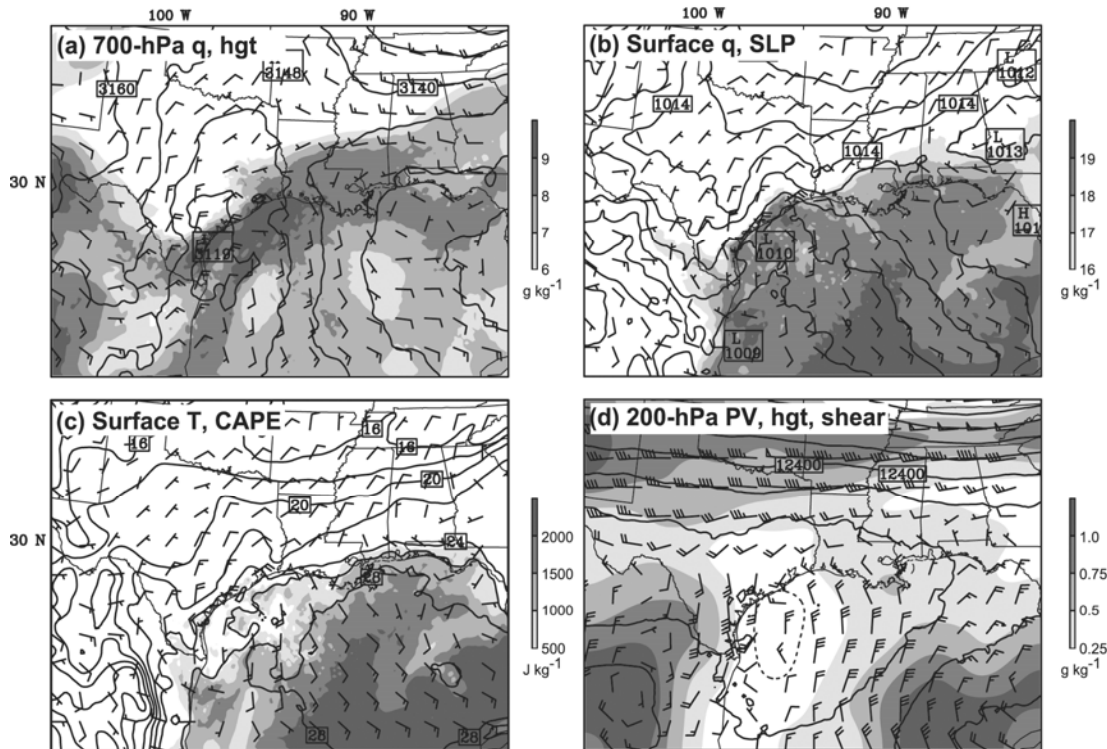 100 W 90 W
100 W 90 W
(a) 700-hPa q, hgt
3148
3160
3140
30 N
3119
9
8
7
6
g kg-1
(b) Surface q, SLP
L
1012
1014
1014
L
1013
1014
H
101
L
1010
L
1009
19
18
17
16
g kg-1
(c) Surface T, CAPE
16
16
16
20
20
24
28
30 N
28
28
2000
1500
1000
500
J kg-1
(d) 200-hPa PV, hgt, shear
12400
12400
1.0
0.75
0.5
0.25
g kg-1